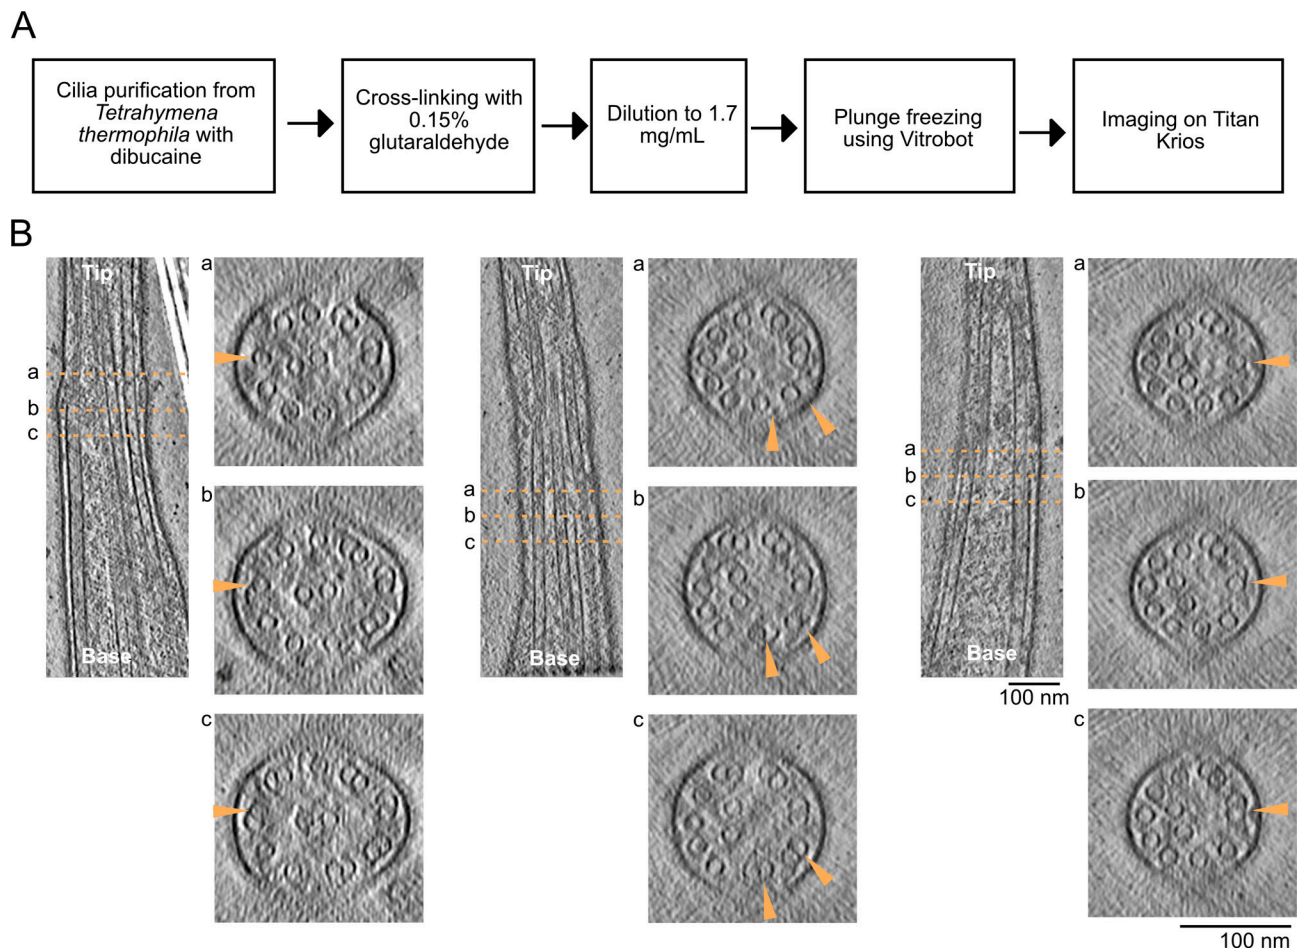 A
Cilia purification from
Tetrahymena
thermophila with
dibucaine
Cross-linking with
0.15%
glutaraldehyde
Dilution to 1.7
mg/mL
Plunge freezing
using Vitrobot
Imaging on Titan
Krios
B
Tip
a
b
c
Base
a
b
c
Tip
a
b
c
Base
a
b
c
Tip
a
b
c
Base
100 nm
a
b
c
100 nm